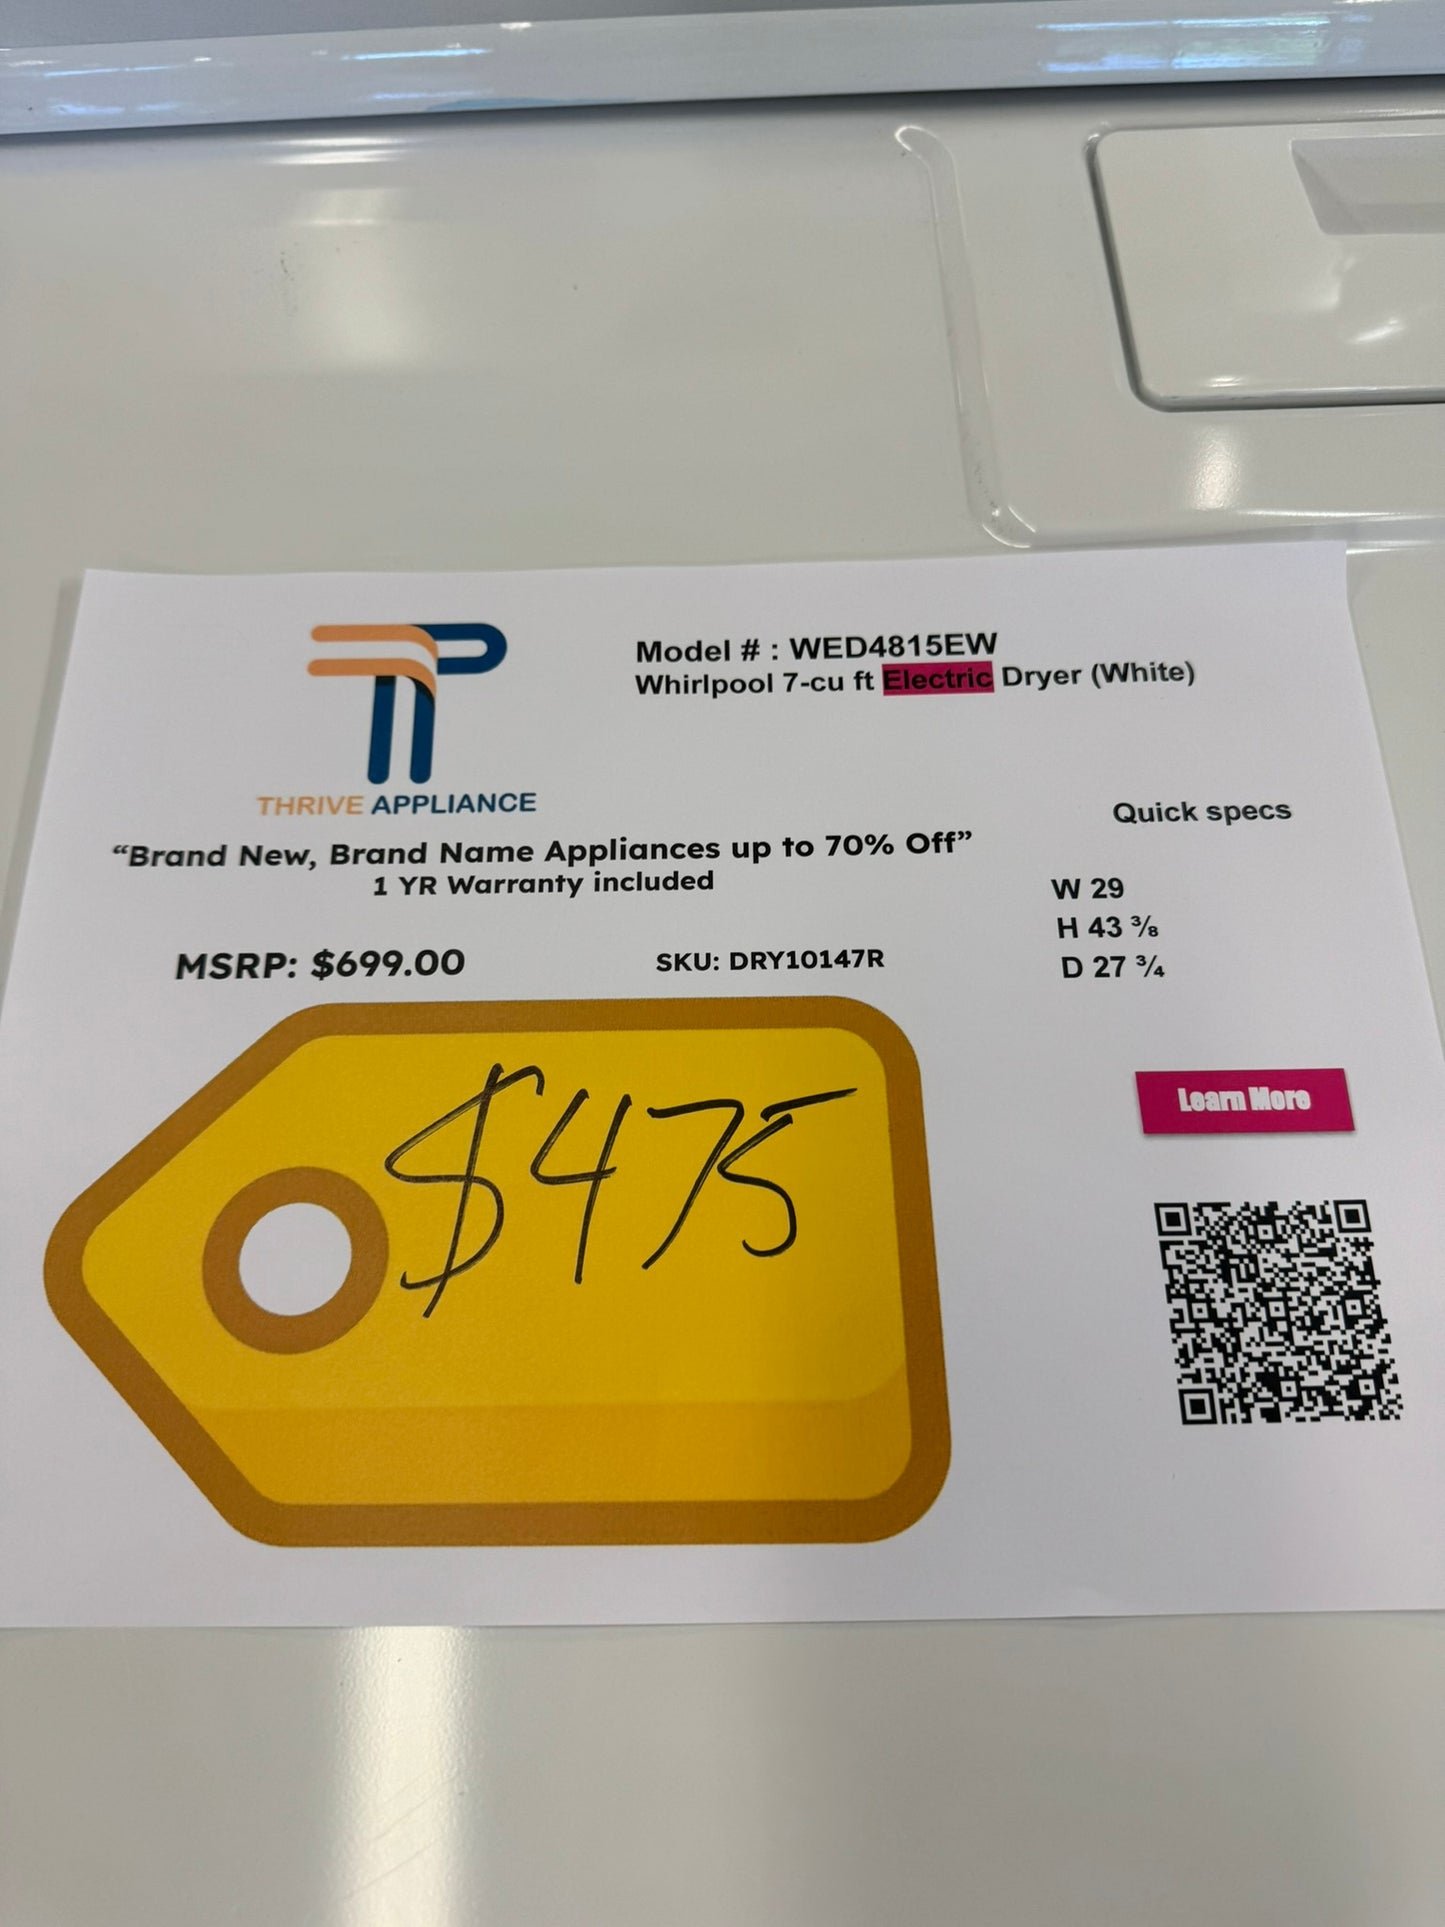 Model # : WED4815EW
Whirlpool 7-cu ft Electric Dryer (White)
THRIVE APPLIANCE
“Brand New, Brand Name Appliances up to 70% Off”
1 YR Warranty included
MSRP: $699.00
SKU: DRY10147R
Quick specs
W 29
H 43 ⅜
D 27 ¾
$475
Learn More